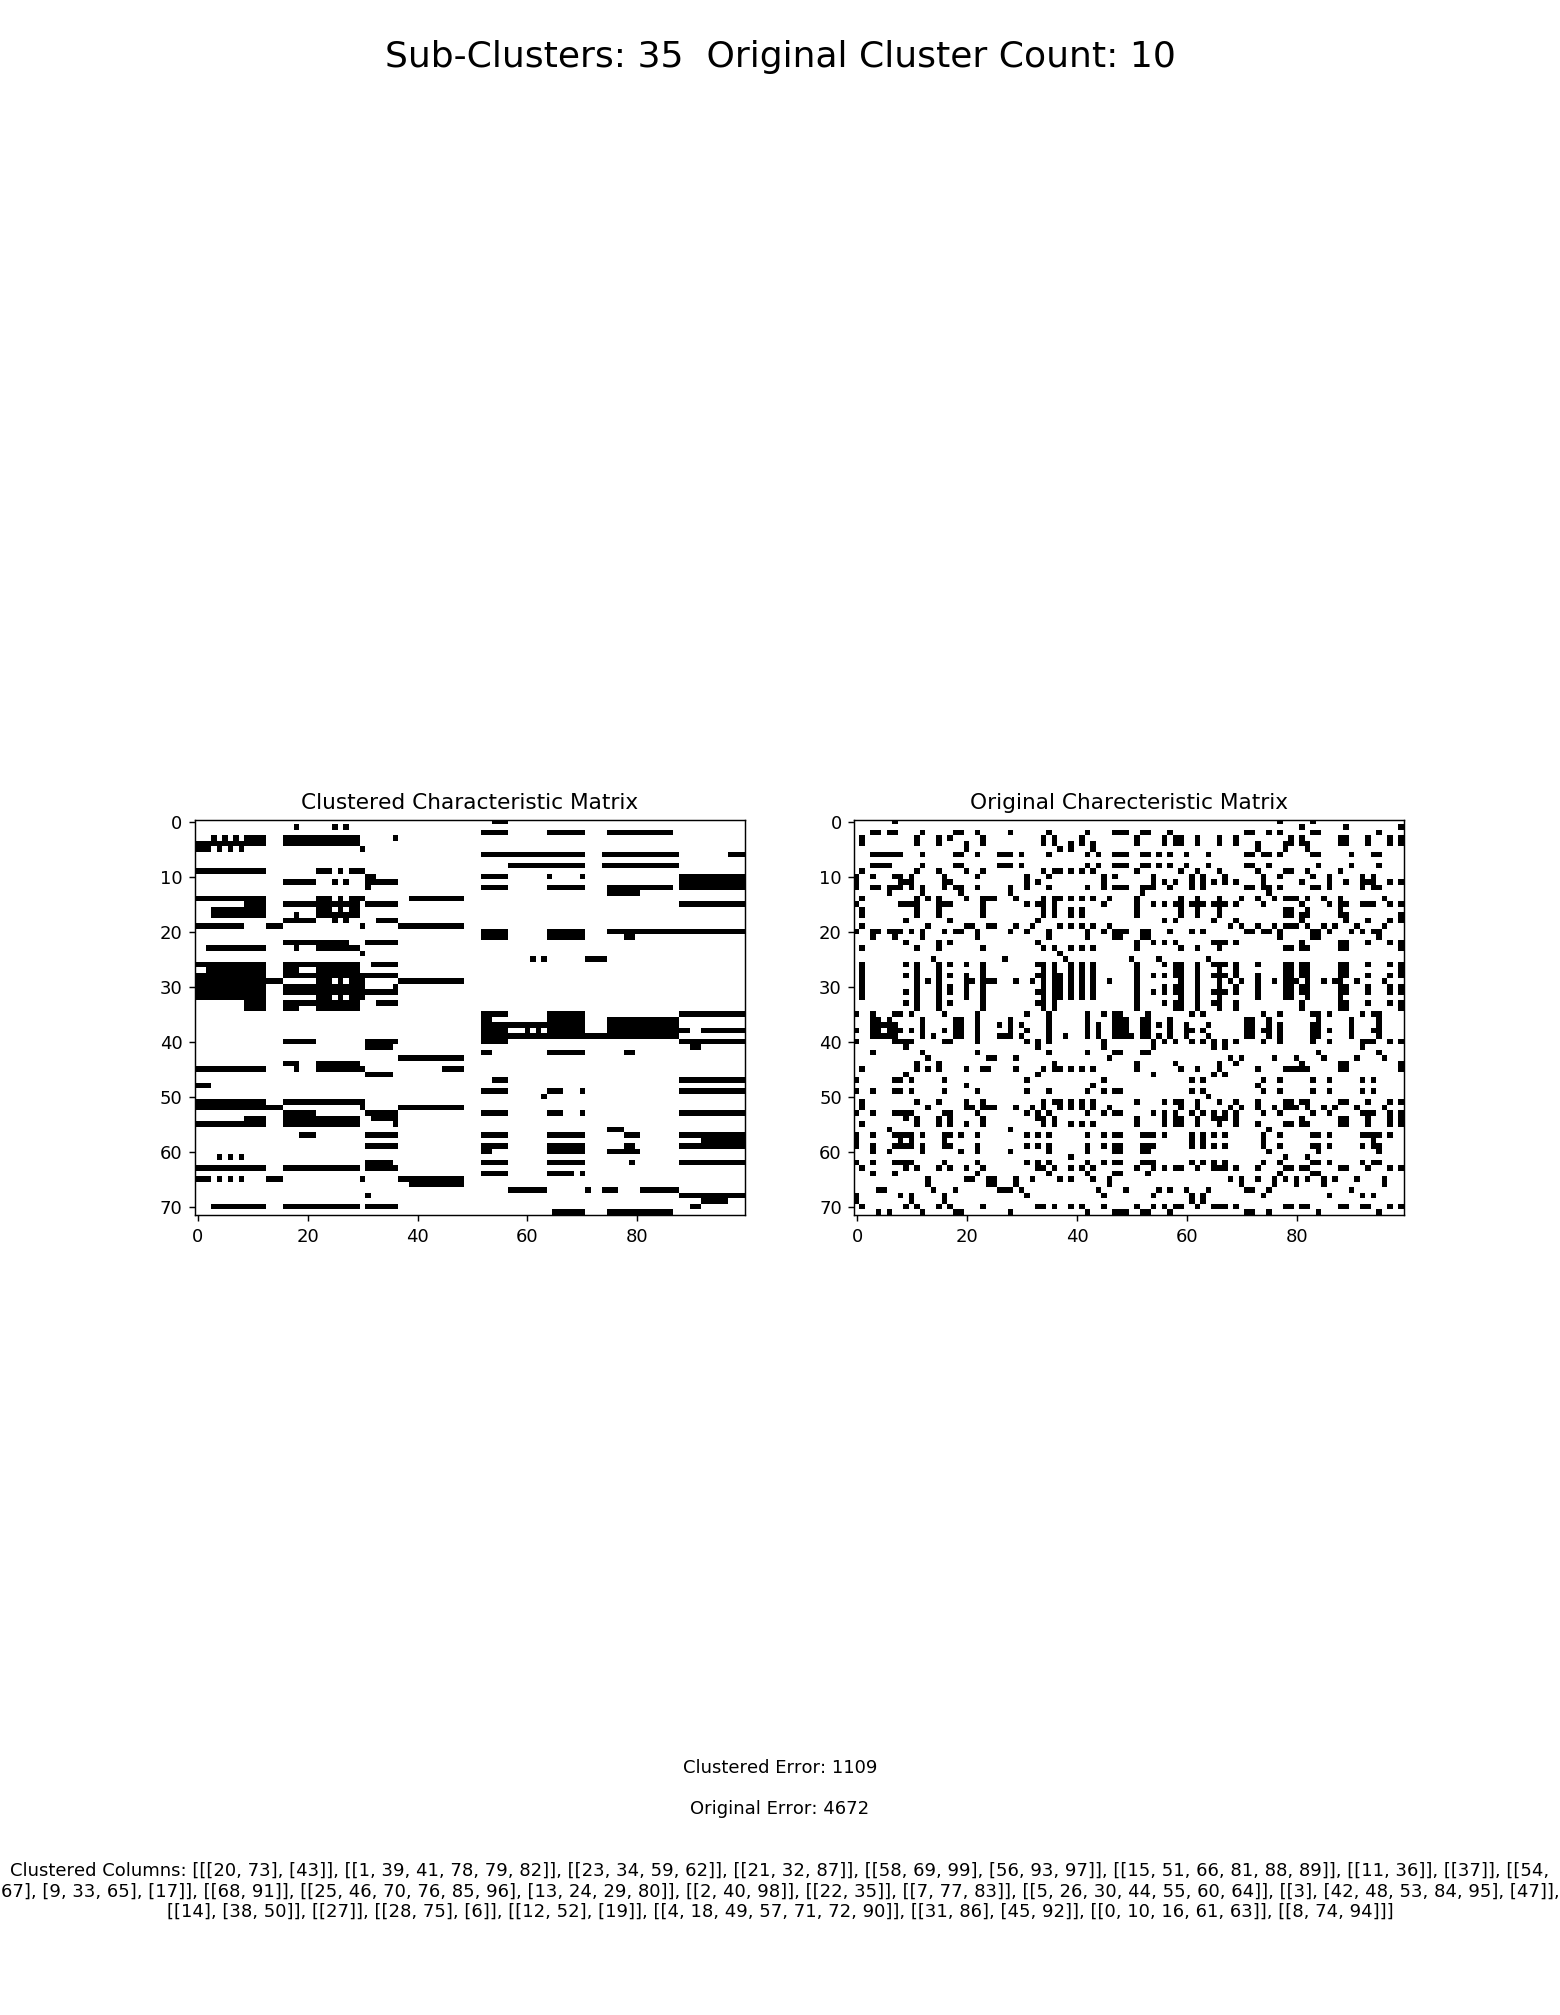 Sub-Clusters: 35  Original Cluster Count: 10
Clustered Characteristic Matrix
0
10
20
30
40
50
60
70
0 20 40 60 80
Original Charecteristic Matrix
0
10
20
30
40
50
60
70
0 20 40 60 80
Clustered Error: 1109
Original Error: 4672
Clustered Columns: [[[20, 73], [43]], [[1, 39, 41, 78, 79, 82]], [[23, 34, 59, 62]], [[21, 32, 87]], [[58, 69, 99], [56, 93, 97]], [[15, 51, 66, 81, 88, 89]], [[11, 36]], [[37]], [[54,
67], [9, 33, 65], [17]], [[68, 91]], [[25, 46, 70, 76, 85, 96], [13, 24, 29, 80]], [[2, 40, 98]], [[22, 35]], [[7, 77, 83]], [[5, 26, 30, 44, 55, 60, 64]], [[3], [42, 48, 53, 84, 95], [47]],
[[14], [38, 50]], [[27]], [[28, 75], [6]], [[12, 52], [19]], [[4, 18, 49, 57, 71, 72, 90]], [[31, 86], [45, 92]], [[0, 10, 16, 61, 63]], [[8, 74, 94]]]